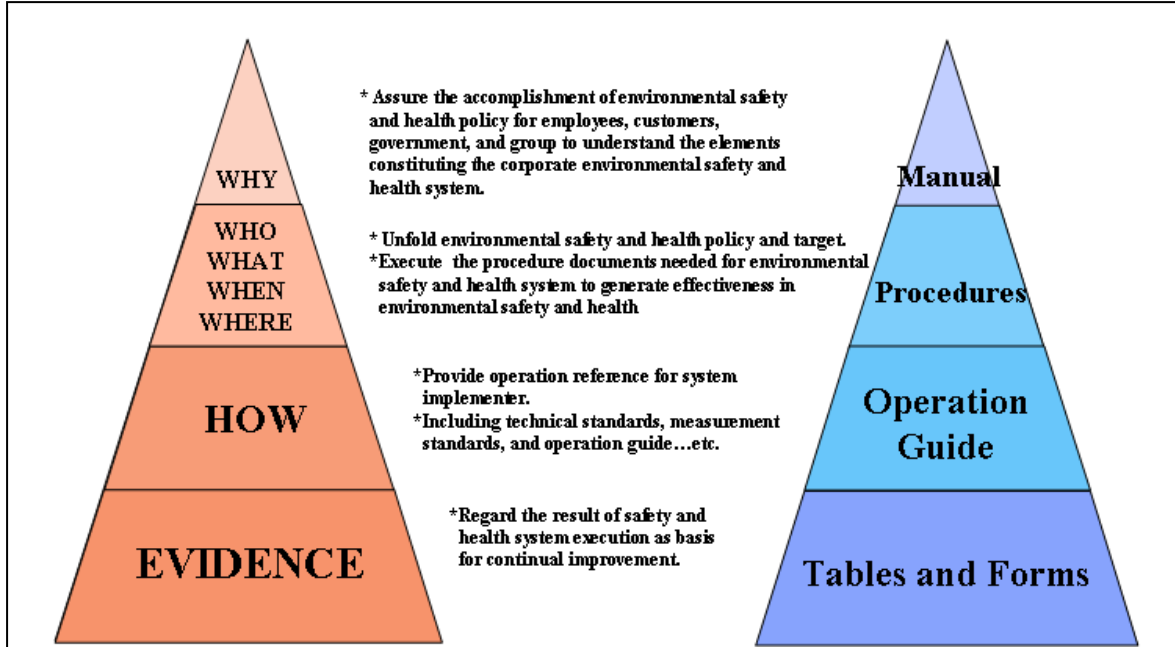 * Assure the accomplishment of environmental safety
and health policy for employees, customers,
government, and group to understand the elements
constituting the corporate environmental safety and
health system.
WHY
Manual
WHO
WHAT
WHEN
WHERE
* Unfold environmental safety and health policy and target.
*Execute the procedure documents needed for environmental
safety and health system to generate effectiveness in
environmental safety and health
Procedures
HOW
*Provide operation reference for system
implementer.
*Including technical standards, measurement
standards, and operation guide...etc.
Operation
Guide
EVIDENCE
*Regard the result of safety and
health system execution as basis
for continual improvement.
Tables and Forms